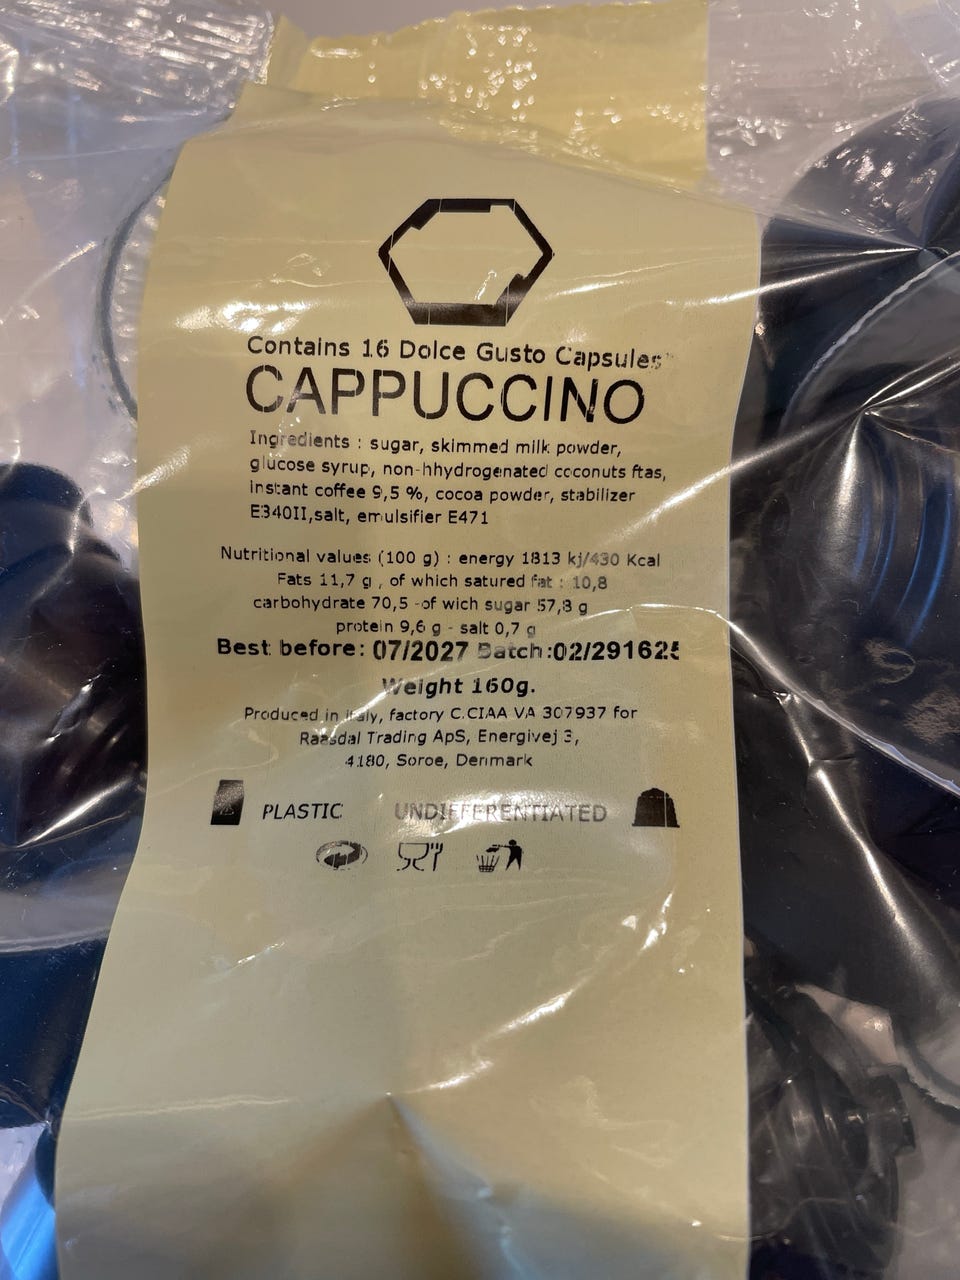 Contains 16 Dolce Gusto Capsules
CAPPUCCINO
Ingredients : sugar, skimmed milk powder,
glucose syrup, non-hhydrogenated coconuts ftas,
instant coffee 9,5 %, cocoa powder, stabilizer
E340II,salt, emulsifier E471
Nutritional values (100 g) : energy 1813 kj/430 Kcal
Fats 11,7 g , of which satured fat : 10,8
carbohydrate 70,5 -of wich sugar 57,8 g
protein 9,6 g - salt 0,7 g
Best before: 07/2027 Batch:02/291625
Weight 160g.
Produced in italy, factory C.CIAA VA 307937 for
Raasdal Trading ApS, Energivej 3,
4180, Soroe, Denmark
PLASTIC UNDIFFERENTIATED